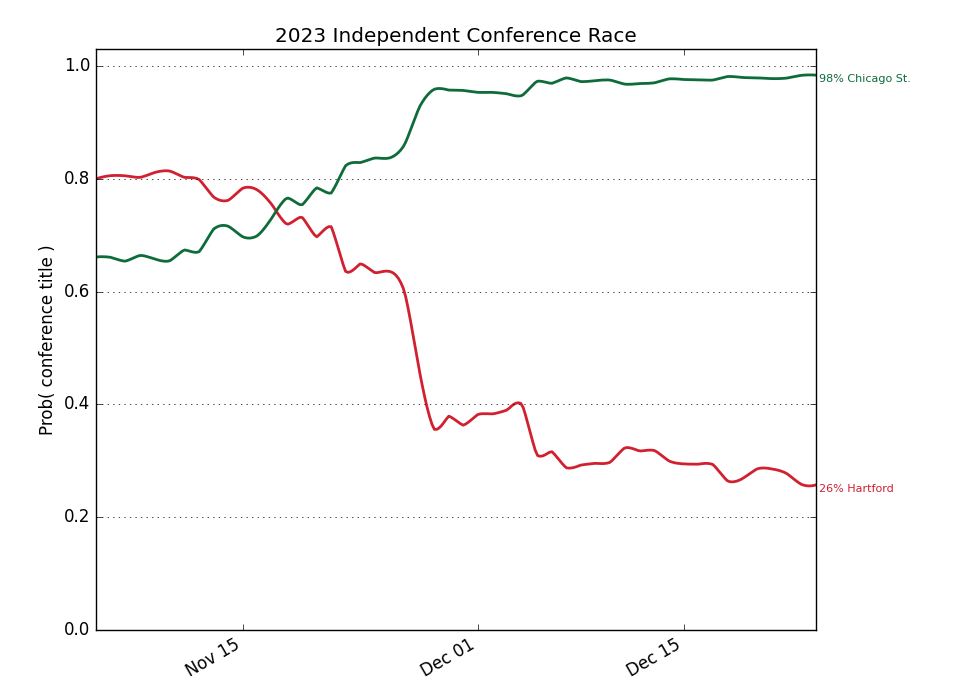 2023 Independent Conference Race
1.0
0.8
0.6
0.4
0.2
0.0
Prob( conference title )
98% Chicago St.
26% Hartford
Nov 15
Dec 01
Dec 15